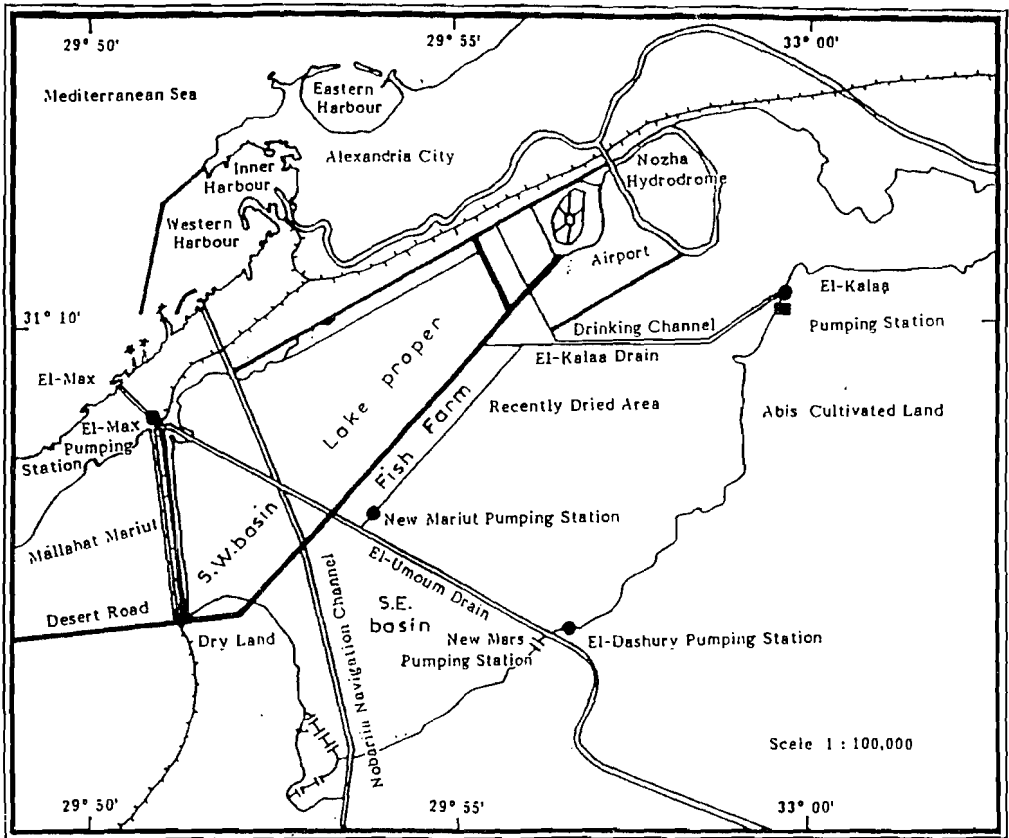 29° 50'
29° 55'
33° 00'
Mediterranean Sea
Eastern
Harbour
Alexandria City
Inner
Harbour
Nozha
Hydrodrome
Western
Harbour
Airport
El-Kalaa
31° 10'
Drinking Channel
Pumping Station
El-Kalaa Drain
Lake proper
El-Max
Recently Dried Area
Abis Cultivated Land
Fish Farm
El-Max
Pumping
Station
New Mariut Pumping Station
Mallahat Mariut
S.W.basin
El-Umoum Drain
Nobariia Navigation Channel
S.E.
basin
Desert Road
Dry Land
New Mars
Pumping Station
El-Dashury Pumping Station
Scale 1 : 100,000
29° 50'
29° 55'
33° 00'